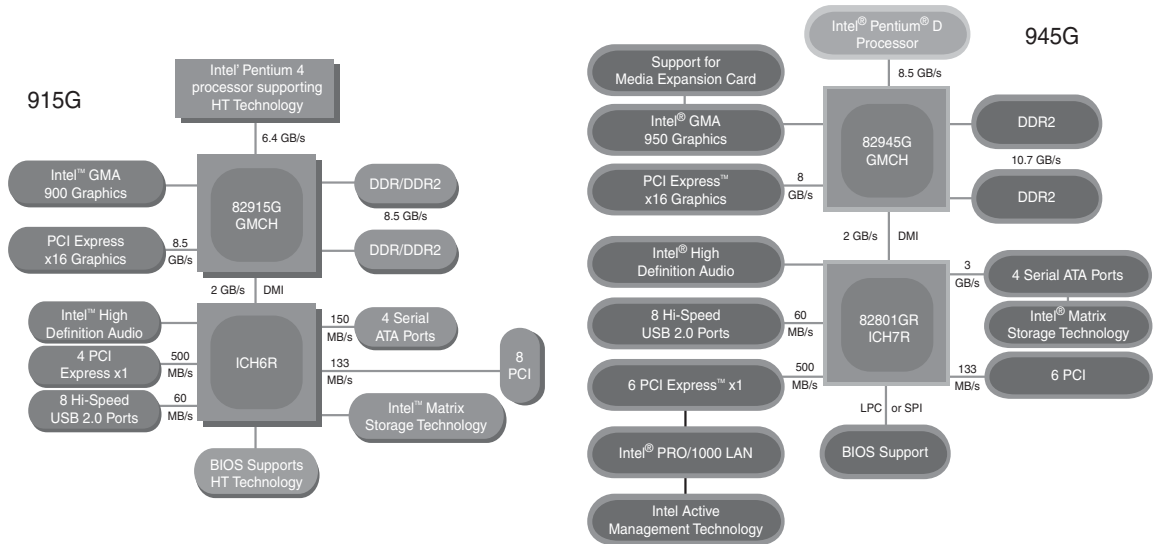 915G
Intel' Pentium 4
processor supporting
HT Technology
6.4 GB/s
Intel™ GMA
900 Graphics
82915G
GMCH
DDR/DDR2
8.5 GB/s
DDR/DDR2
PCI Express
x16 Graphics
8.5
GB/s
2 GB/s DMI
Intel™ High
Definition Audio
ICH6R
150
MB/s
4 Serial
ATA Ports
4 PCI
Express x1
500
MB/s
133
MB/s
8
PCI
8 Hi-Speed
USB 2.0 Ports
60
MB/s
Intel™ Matrix
Storage Technology
BIOS Supports
HT Technology
945G
Intel® Pentium® D
Processor
8.5 GB/s
Support for
Media Expansion Card
Intel® GMA
950 Graphics
82945G
GMCH
DDR2
10.7 GB/s
DDR2
PCI Express™
x16 Graphics
8
GB/s
2 GB/s DMI
Intel® High
Definition Audio
82801GR
ICH7R
3
GB/s
4 Serial ATA Ports
Intel® Matrix
Storage Technology
8 Hi-Speed
USB 2.0 Ports
60
MB/s
6 PCI Express™ x1
500
MB/s
133
MB/s
6 PCI
LPC or SPI
BIOS Support
Intel® PRO/1000 LAN
Intel Active
Management Technology